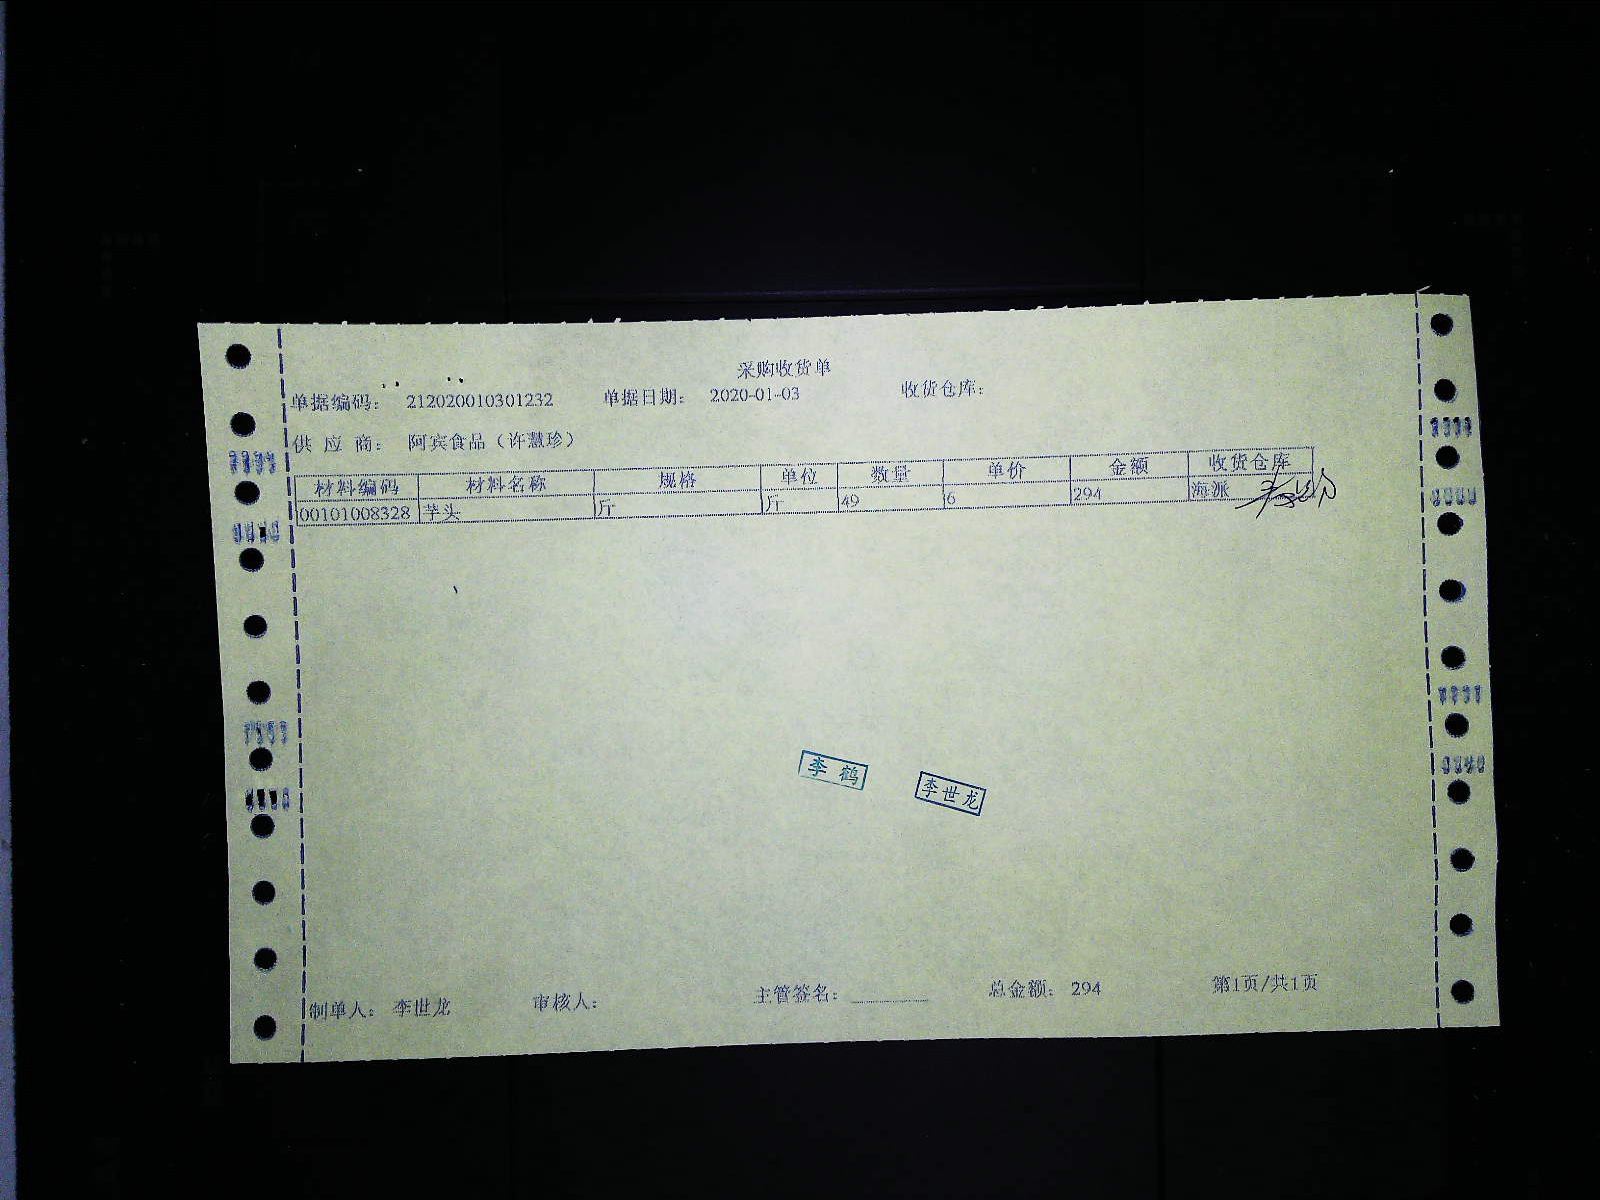 采购收货单
单据编码： 212020010301232 单据日期： 2020-01-03 收货仓库：
供 应 商： 阿宾食品（许慧珍）
材料编码 材料名称 规格 单位 数量 单价 金额 收货仓库
00101008328 芋头 斤 斤 49 6 294 海派
李 鹤
李世龙
制单人： 李世龙 审核人： 主管签名： 总金额： 294 第1页/共1页